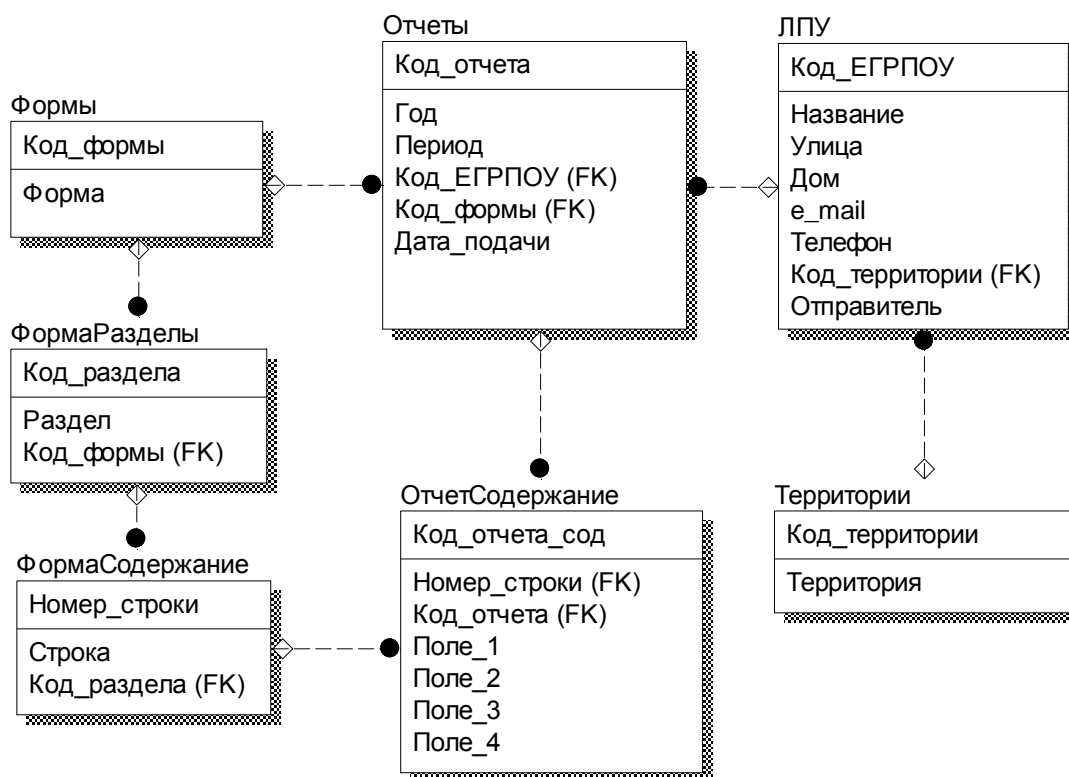 Отчеты
Код_отчета
Год
Период
Код_ЕГРПОУ (FK)
Код_формы (FK)
Дата_подачи
ЛПУ
Код_ЕГРПОУ
Название
Улица
Дом
e_mail
Телефон
Код_территории (FK)
Отправитель
Формы
Код_формы
Форма
ФормаРазделы
Код_раздела
Раздел
Код_формы (FK)
ФормаСодержание
Номер_строки
Строка
Код_раздела (FK)
ОтчетСодержание
Код_отчета_сод
Номер_строки (FK)
Код_отчета (FK)
Поле_1
Поле_2
Поле_3
Поле_4
Территории
Код_территории
Территория